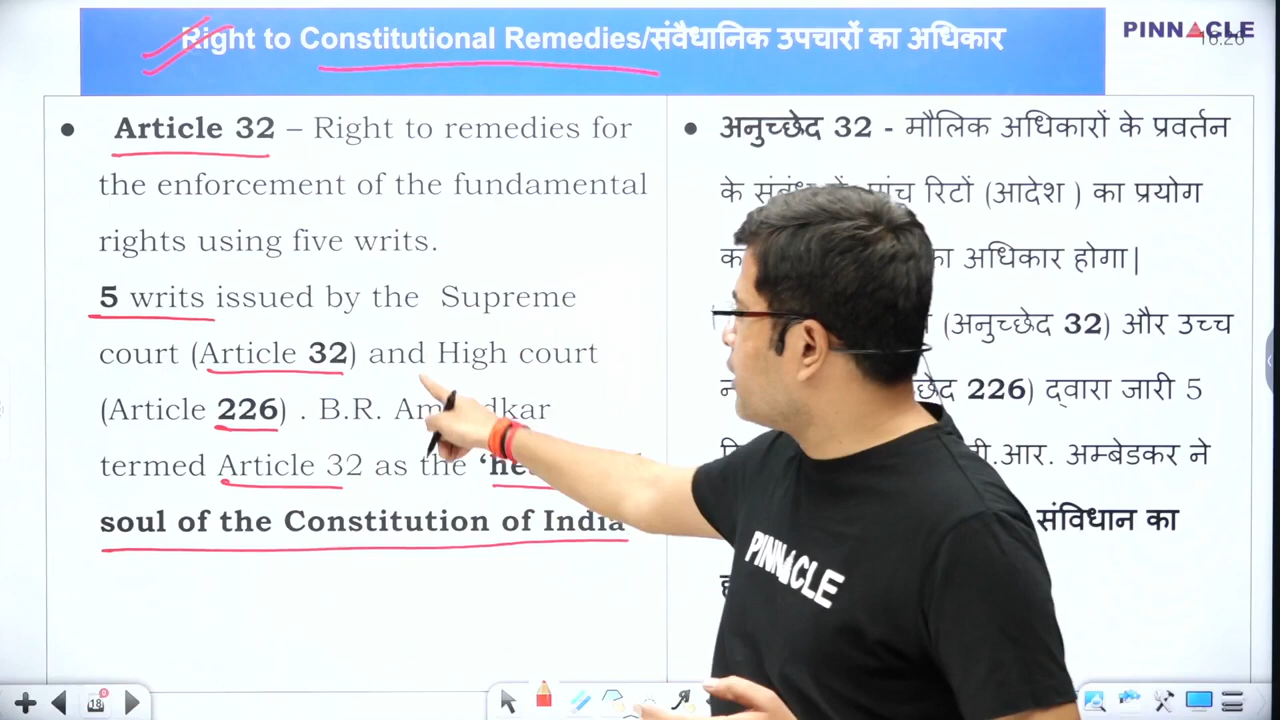 Right to Constitutional Remedies/संवैधानिक उपचारों का अधिकार
PINNACLE
16:26
Article 32 – Right to remedies for
the enforcement of the fundamental
rights using five writs.
5 writs issued by the Supreme
court (Article 32) and High court
(Article 226) . B.R.
termed Article 32 as the
soul of the Constitution of India
अनुच्छेद 32 - मौलिक अधिकारों के प्रवर्तन
के रिटों (आदेश ) का प्रयोग
का अधिकार होगा|
(अनुच्छेद 32) और उच्च
226) द्वारा जारी 5
अम्बेडकर ने
संविधान का
PINNACLE
18